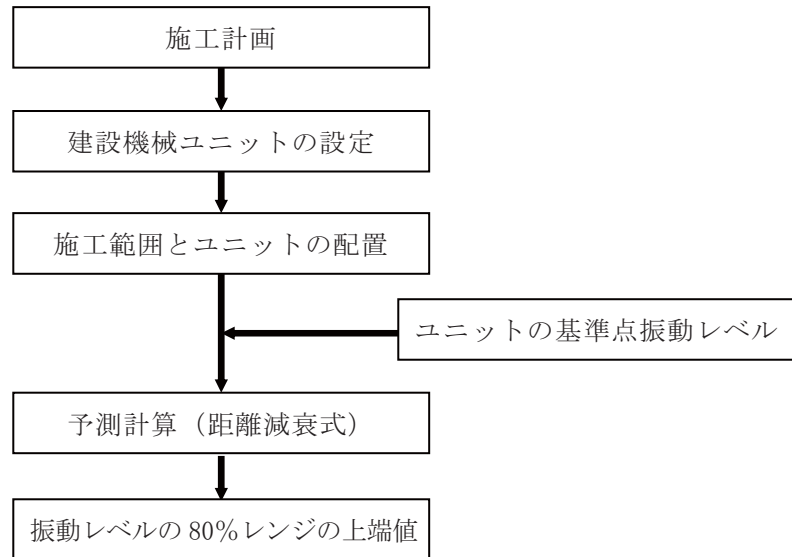 施工計画
建設機械ユニットの設定
施工範囲とユニットの配置
ユニットの基準点振動レベル
予測計算（距離減衰式）
振動レベルの 80％レンジの上端値